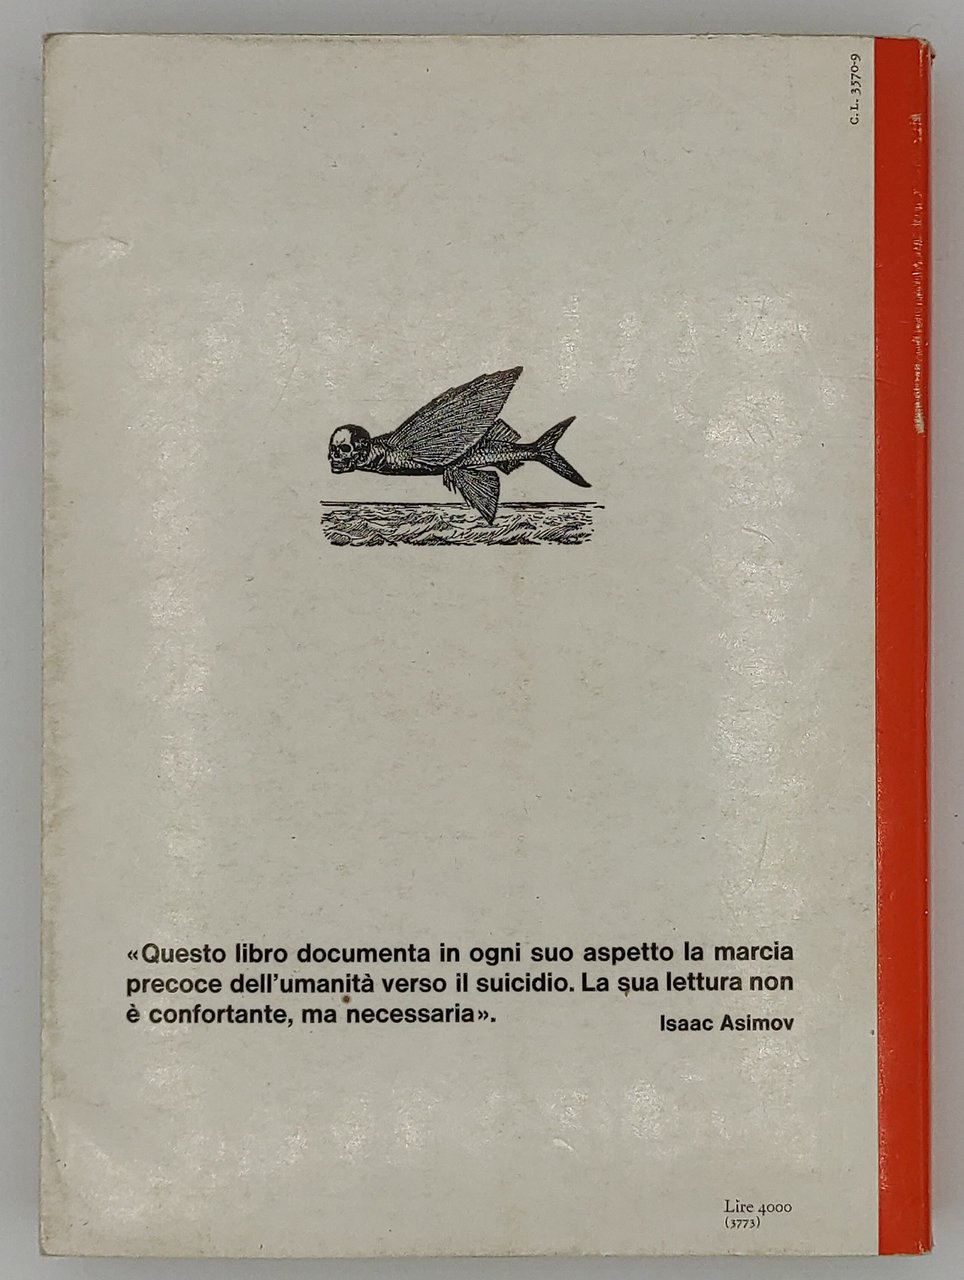 C.L. 3570-9
«Questo libro documenta in ogni suo aspetto la marcia
precoce dell'umanità verso il suicidio. La sua lettura non
è confortante, ma necessaria».
Isaac Asimov
Lire 4000
(3773)